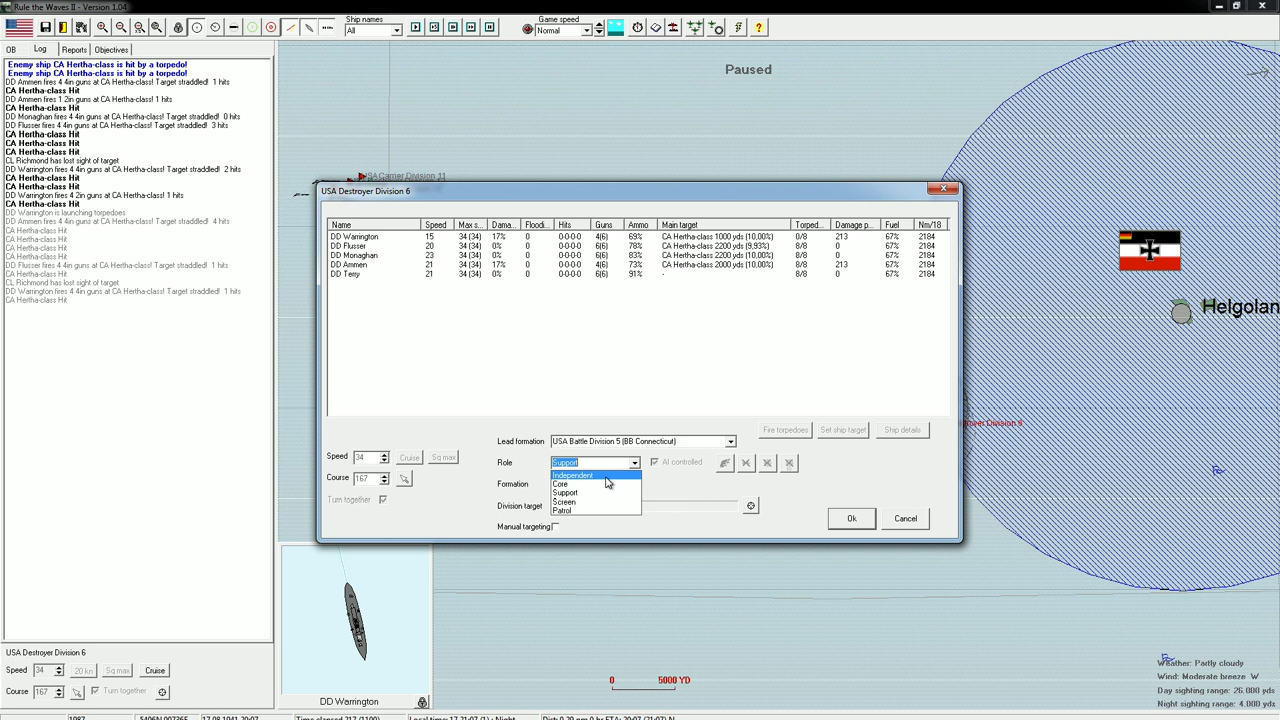 Rule the Waves II - Version 1.04
Ship names
All
Game speed
Normal
OB Log Reports Objectives
Enemy ship CA Hertha-class is hit by a torpedo!
Enemy ship CA Hertha-class is hit by a torpedo!
DD Ammen fires 4 4in guns at CA Hertha-class! Target straddled! 1 hits
CA Hertha-class Hit
DD Ammen fires 1 2in guns at CA Hertha-class! 1 hits
CA Hertha-class Hit
DD Monaghan fires 4 4in guns at CA Hertha-class! Target straddled! 0 hits
DD Flusser fires 4 4in guns at CA Hertha-class! Target straddled! 3 hits
CA Hertha-class Hit
CA Hertha-class Hit
CA Hertha-class Hit
CL Richmond has lost sight of target
DD Warrington fires 4 4in guns at CA Hertha-class! Target straddled! 2 hits
CA Hertha-class Hit
CA Hertha-class Hit
DD Warrington fires 4 2in guns at CA Hertha-class! 1 hits
CA Hertha-class Hit
DD Warrington is launching torpedoes
DD Ammen fires 4 4in guns at CA Hertha-class! Target straddled! 4 hits
CA Hertha-class Hit
CA Hertha-class Hit
CA Hertha-class Hit
CA Hertha-class Hit
DD Flusser fires 4 4in guns at CA Hertha-class! Target straddled! 1 hits
CA Hertha-class Hit
CL Richmond has lost sight of target
DD Warrington fires 4 4in guns at CA Hertha-class! Target straddled! 1 hits
CA Hertha-class Hit
Paused
USA Carrier Division 11
USA Destroyer Division 6
Name Speed Max s... Dama... Floodi... Hits Guns Ammo Main target Torped... Damage p... Fuel Nm/18
DD Warrington 15 34 (34) 17% 0 0-0-0-0 4(6) 69% CA Hertha-class 1000 yds (10,00%) 0/8 213 67% 2184
DD Flusser 20 34 (34) 0% 0 0-0-0-0 6(6) 78% CA Hertha-class 2200 yds (9,93%) 8/8 0 67% 2184
DD Monaghan 23 34 (34) 0% 0 0-0-0-0 6(6) 83% CA Hertha-class 2200 yds (10,00%) 8/8 0 67% 2184
DD Ammen 21 34 (34) 17% 0 0-0-0-0 4(6) 73% CA Hertha-class 2000 yds (10,00%) 8/8 213 67% 2184
DD Terry 21 34 (34) 0% 0 0-0-0-0 6(6) 91% - 8/8 0 67% 2184
Fire torpedoes Set ship target Ship details
Lead formation USA Battle Division 5 (BB Connecticut)
Speed 34 Cruise Sq max
Role Support AI controlled
Independent
Core
Support
Screen
Patrol
Course 167
Formation
Turn together
Division target
Manual targeting
Ok Cancel
Helgolan
Division 6
USA Destroyer Division 6
Speed 34 20 kn Sq max Cruise
Course 167 Turn together
DD Warrington
0 5000 YD
Weather: Partly cloudy
Wind: Moderate breeze W
Day sighting range: 26.000 yds
Night sighting range: 4.000 yds